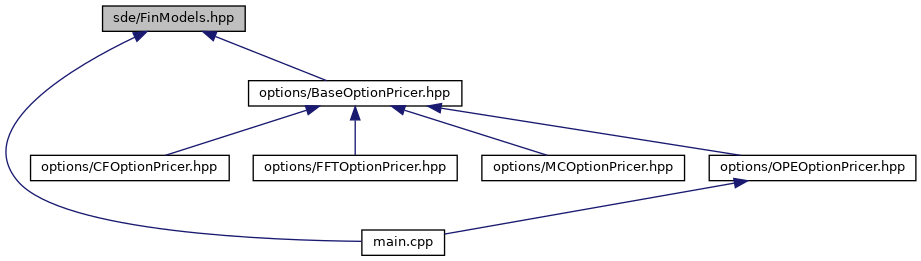 sde/FinModels.hpp
options/BaseOptionPricer.hpp
options/CFOptionPricer.hpp
options/FFTOptionPricer.hpp
options/MCOptionPricer.hpp
options/OPEOptionPricer.hpp
main.cpp